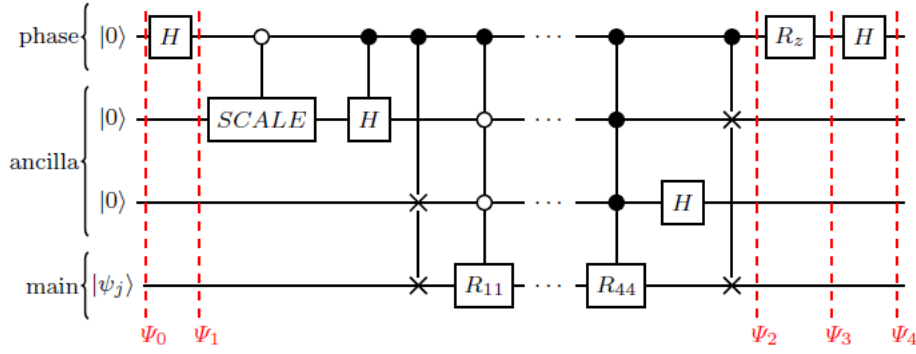 phase |0⟩ H ··· R_z H
|0⟩ SCALE H ···
ancilla
|0⟩ ··· H
main |ψ_j⟩ R_11 ··· R_44
Ψ_0 Ψ_1 Ψ_2 Ψ_3 Ψ_4